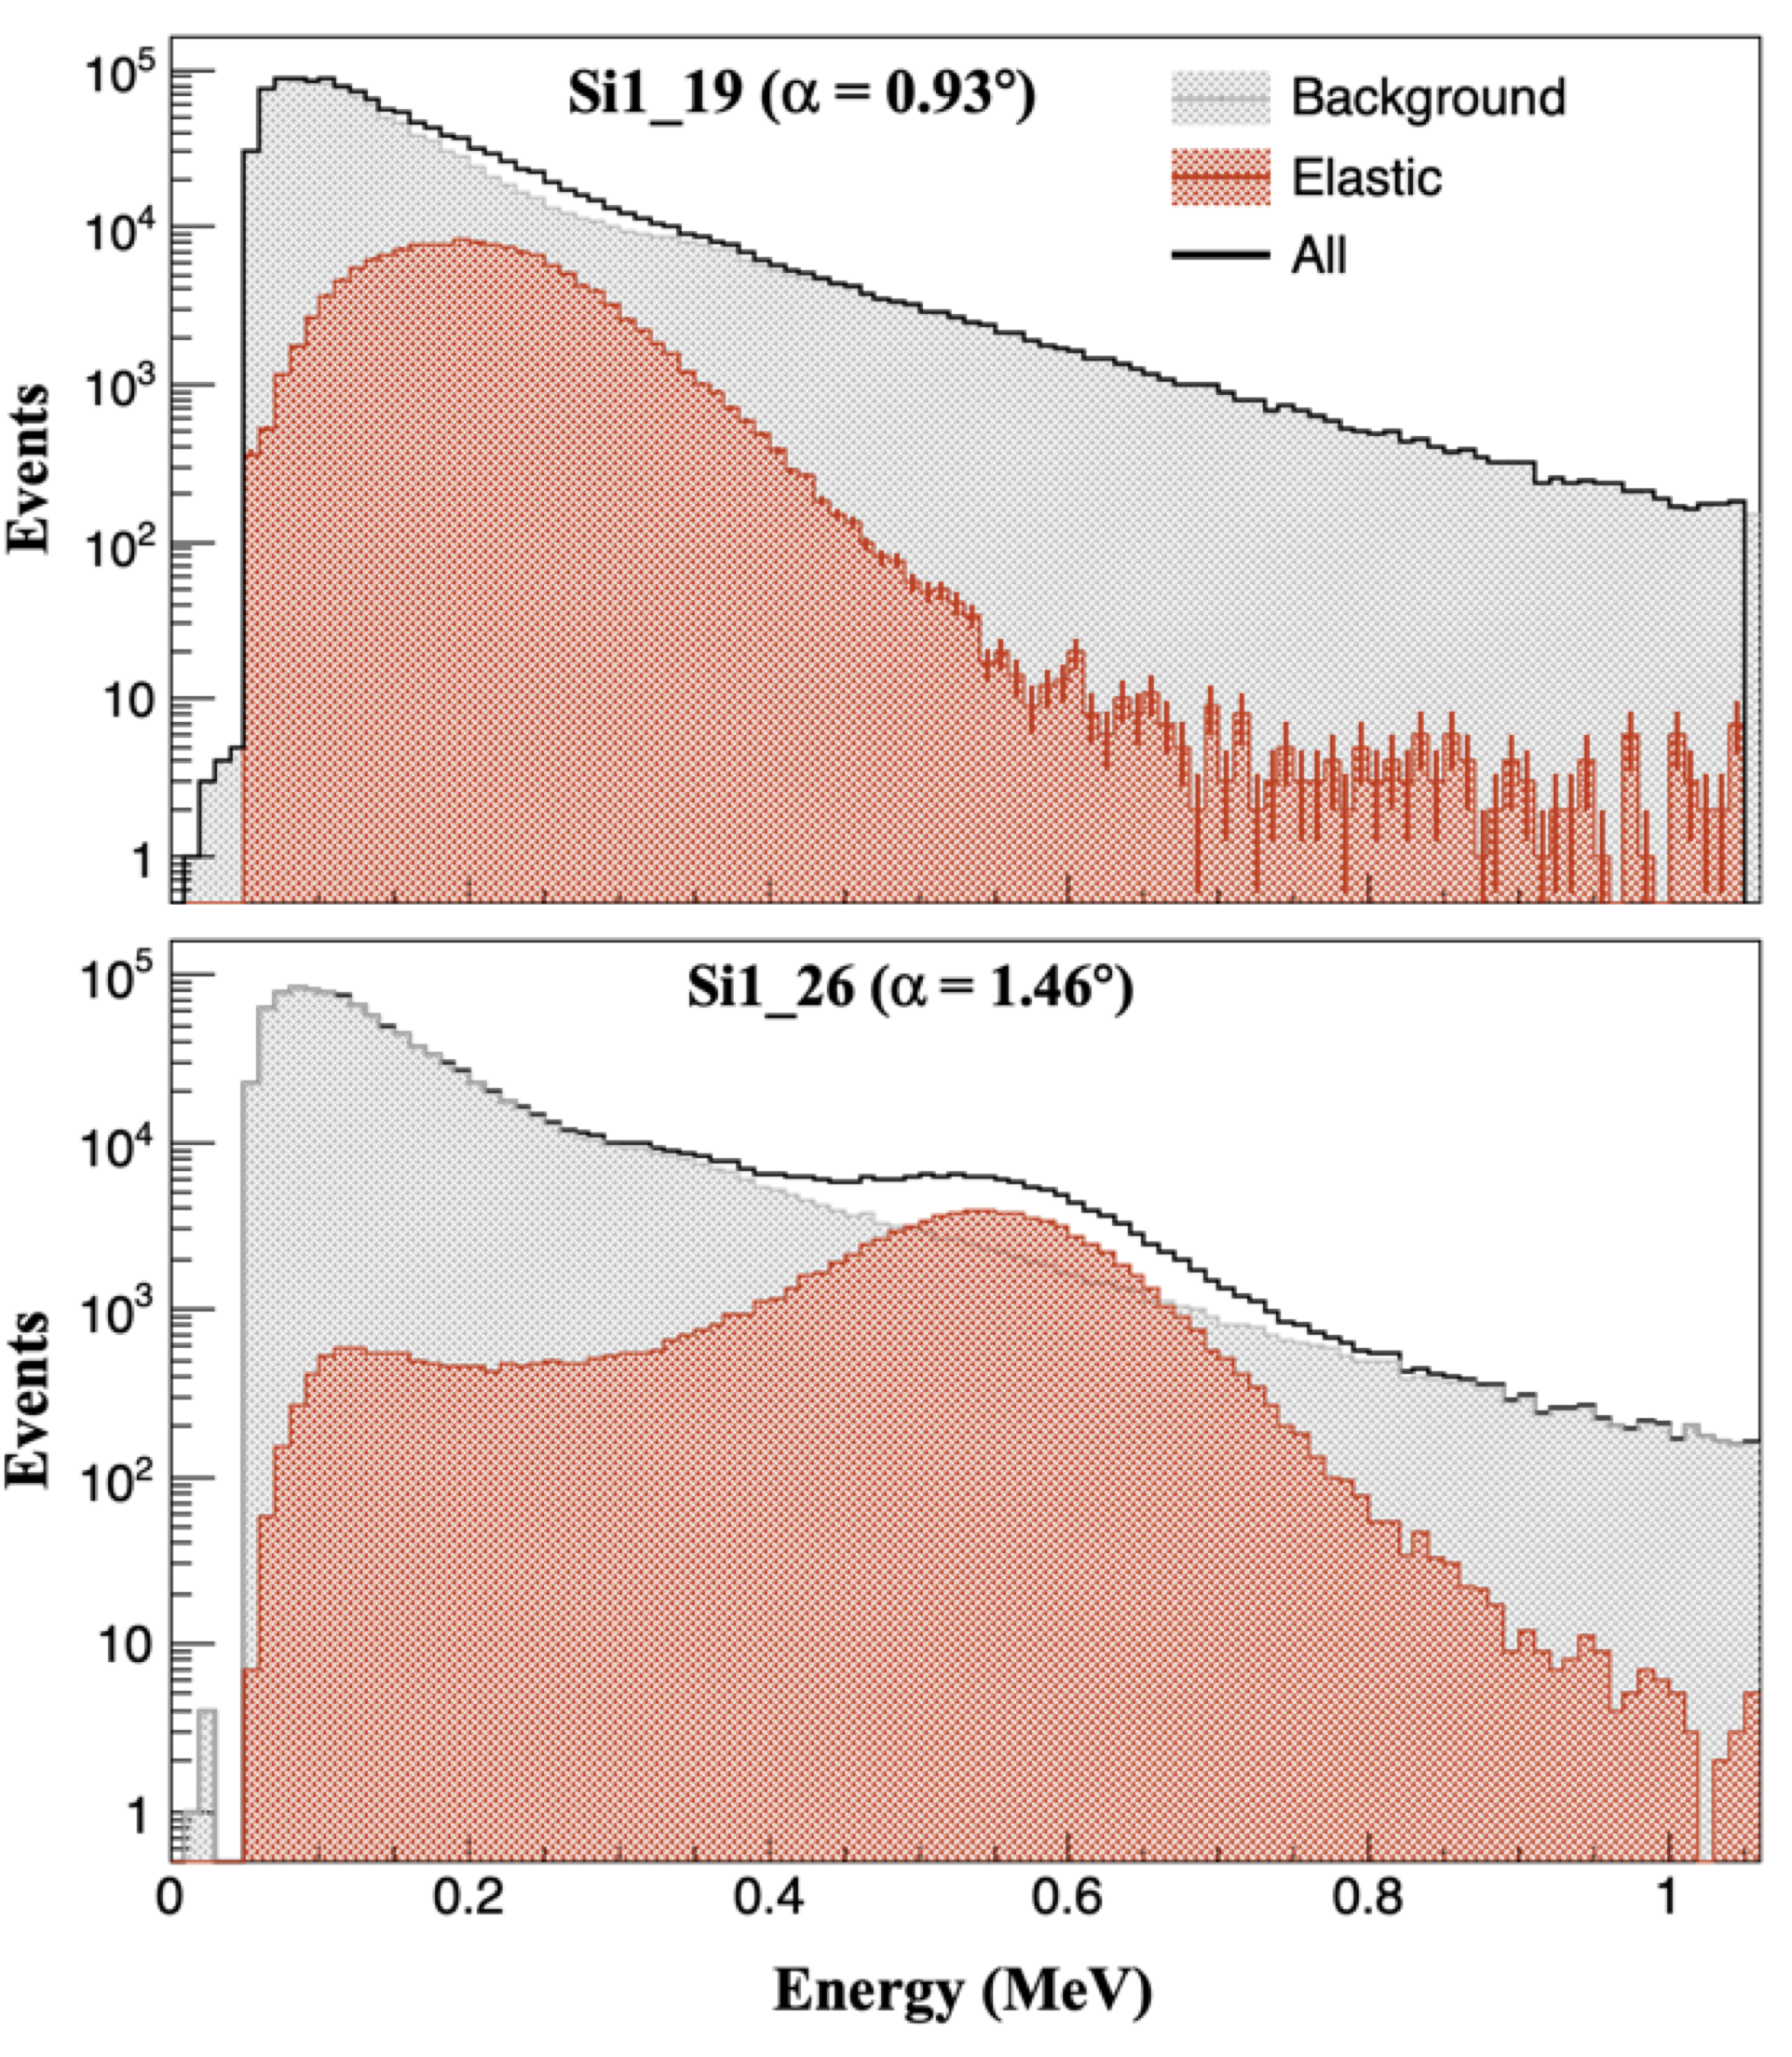 Si1_19 (α = 0.93°)
Background
Elastic
All
10⁵
10⁴
10³
10²
10
1
Events
Si1_26 (α = 1.46°)
10⁵
10⁴
10³
10²
10
1
Events
0 0.2 0.4 0.6 0.8 1
Energy (MeV)